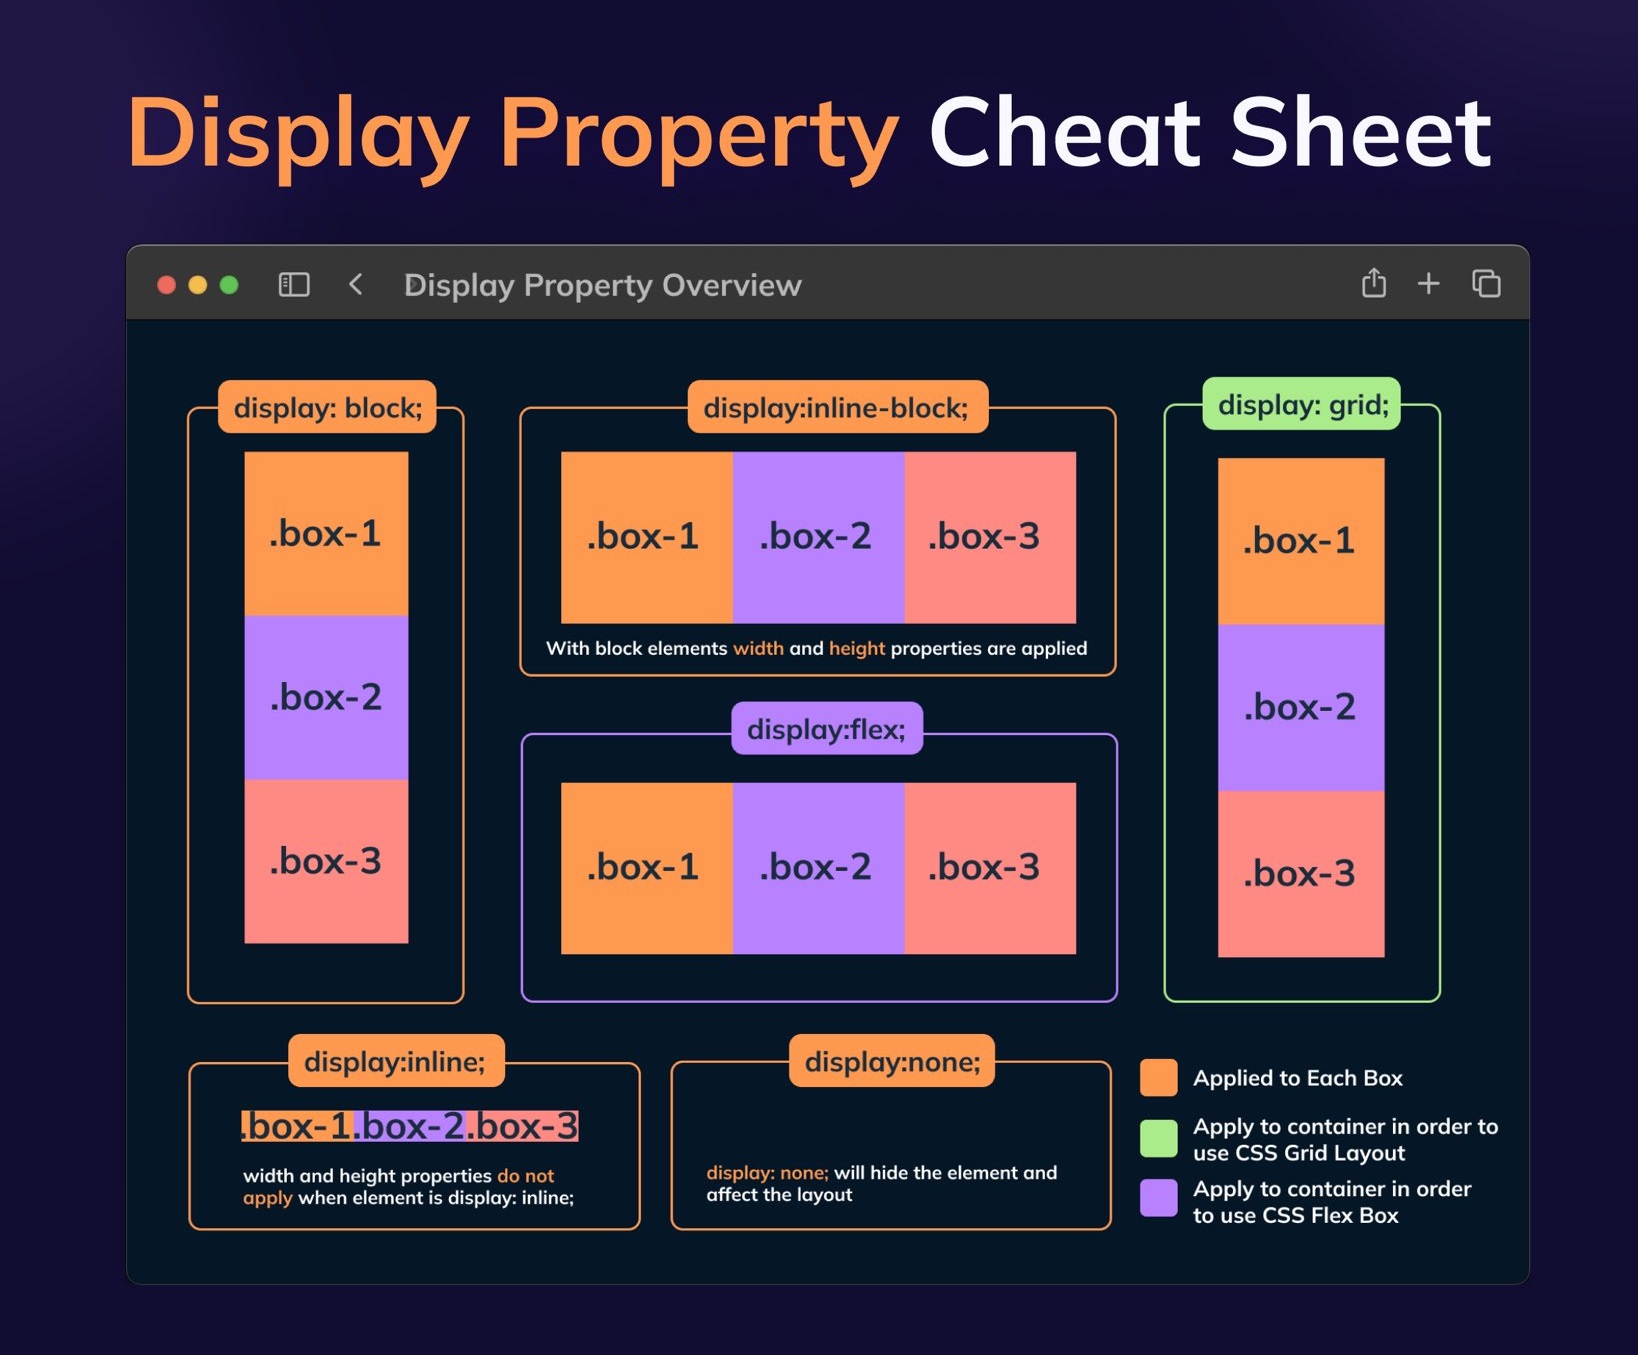 Display Property Cheat Sheet
Display Property Overview
display: block;
.box-1
.box-2
.box-3
display:inline-block;
.box-1 .box-2 .box-3
With block elements width and height properties are applied
display:flex;
.box-1 .box-2 .box-3
display: grid;
.box-1
.box-2
.box-3
display:inline;
.box-1.box-2.box-3
width and height properties do not
apply when element is display: inline;
display:none;
display: none; will hide the element and
affect the layout
Applied to Each Box
Apply to container in order to
use CSS Grid Layout
Apply to container in order
to use CSS Flex Box